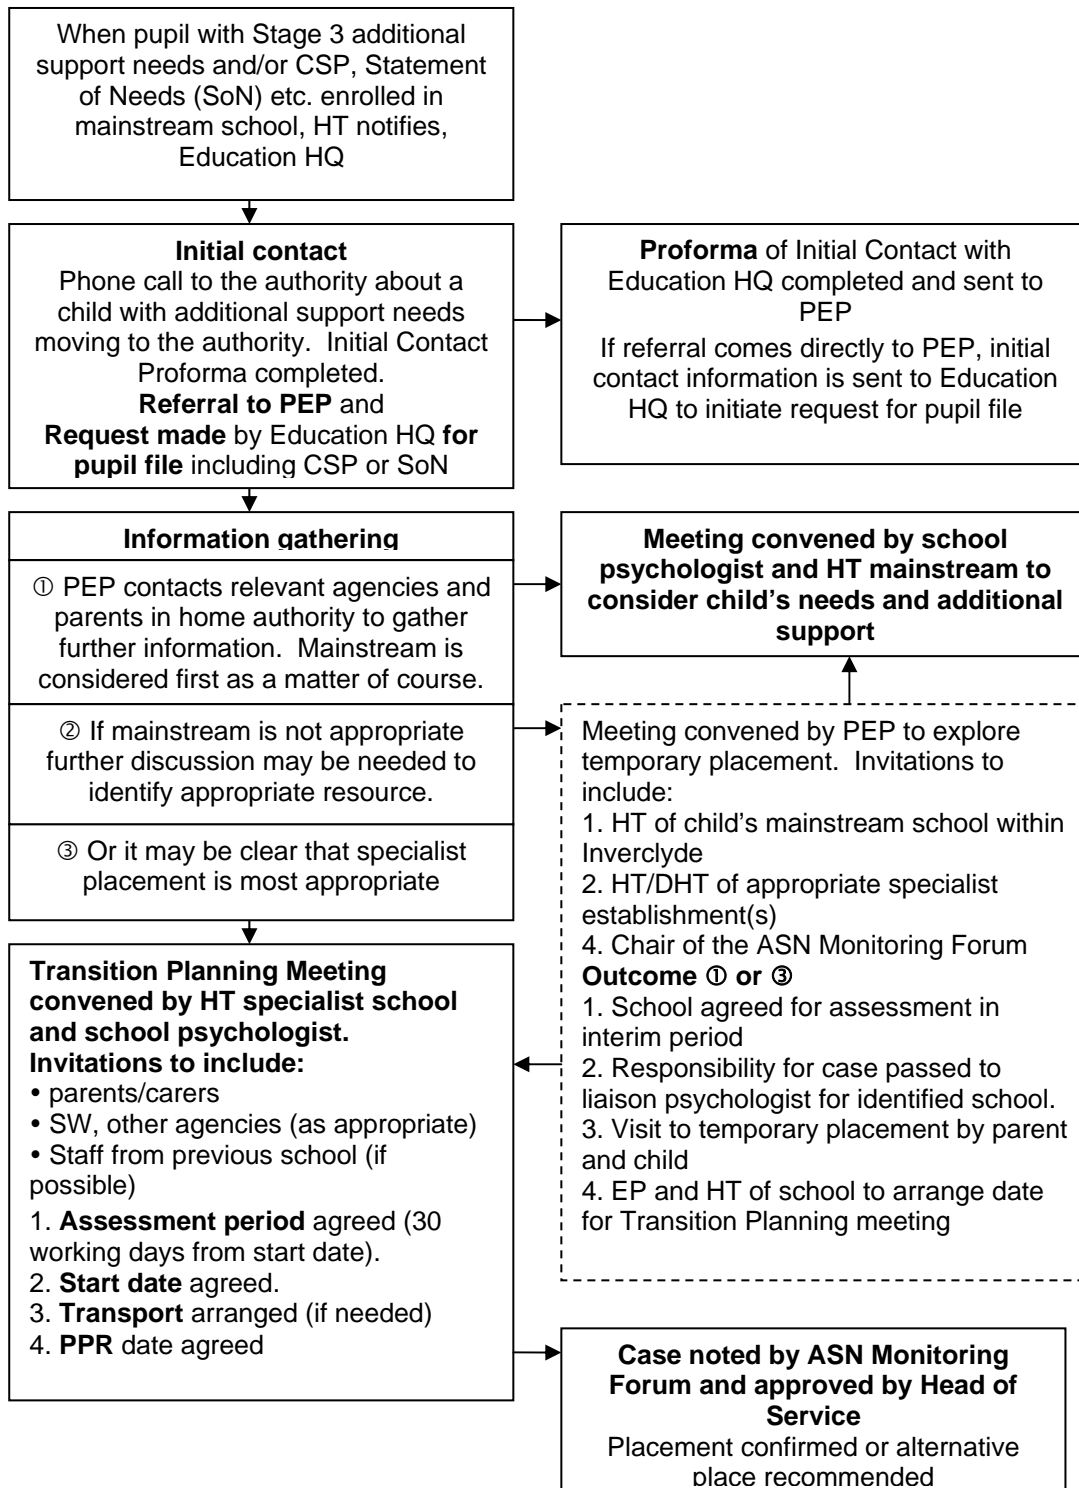 When pupil with Stage 3 additional
support needs and/or CSP, Statement
of Needs (SoN) etc. enrolled in
mainstream school, HT notifies,
Education HQ
Initial contact
Phone call to the authority about a
child with additional support needs
moving to the authority. Initial Contact
Proforma completed.
Referral to PEP and
Request made by Education HQ for
pupil file including CSP or SoN
Proforma of Initial Contact with
Education HQ completed and sent to
PEP
If referral comes directly to PEP, initial
contact information is sent to Education
HQ to initiate request for pupil file
Information gathering
① PEP contacts relevant agencies and
parents in home authority to gather
further information. Mainstream is
considered first as a matter of course.
② If mainstream is not appropriate
further discussion may be needed to
identify appropriate resource.
③ Or it may be clear that specialist
placement is most appropriate
Meeting convened by school
psychologist and HT mainstream to
consider child's needs and additional
support
Meeting convened by PEP to explore
temporary placement. Invitations to
include:
1. HT of child's mainstream school within
Inverclyde
2. HT/DHT of appropriate specialist
establishment(s)
4. Chair of the ASN Monitoring Forum
Outcome ① or ③
1. School agreed for assessment in
interim period
2. Responsibility for case passed to
liaison psychologist for identified school.
3. Visit to temporary placement by parent
and child
4. EP and HT of school to arrange date
for Transition Planning meeting
Transition Planning Meeting
convened by HT specialist school
and school psychologist.
Invitations to include:
• parents/carers
• SW, other agencies (as appropriate)
• Staff from previous school (if
possible)
1. Assessment period agreed (30
working days from start date).
2. Start date agreed.
3. Transport arranged (if needed)
4. PPR date agreed
Case noted by ASN Monitoring
Forum and approved by Head of
Service
Placement confirmed or alternative
place recommended